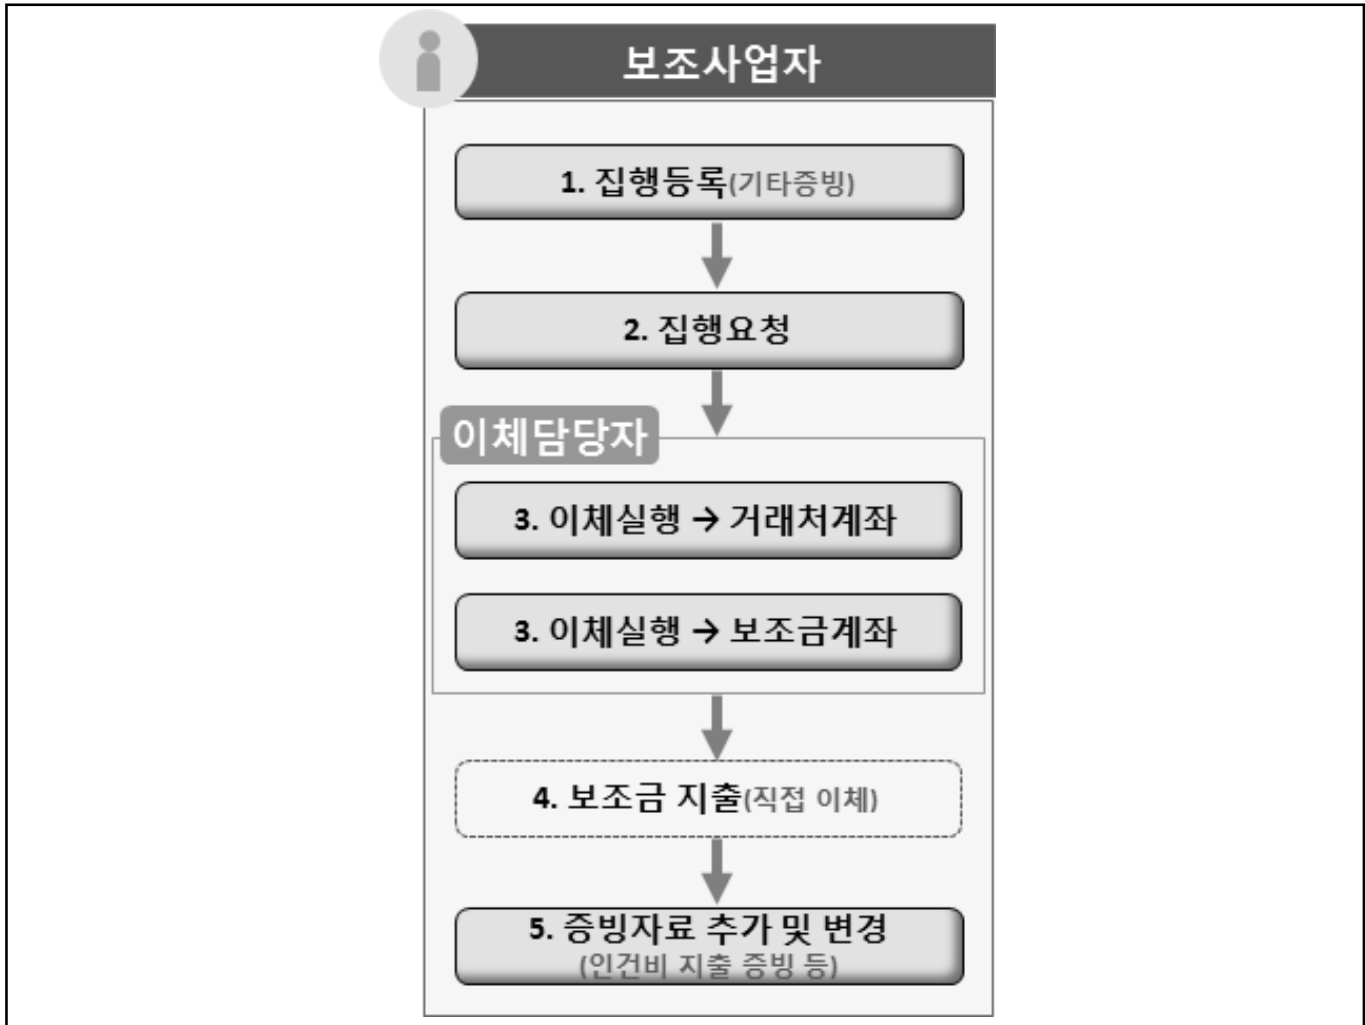 보조사업자
1. 집행등록(기타증빙)
2. 집행요청
이체담당자
3. 이체실행 → 거래처계좌
3. 이체실행 → 보조금계좌
4. 보조금 지출(직접 이체)
5. 증빙자료 추가 및 변경
(인건비 지출 증빙 등)